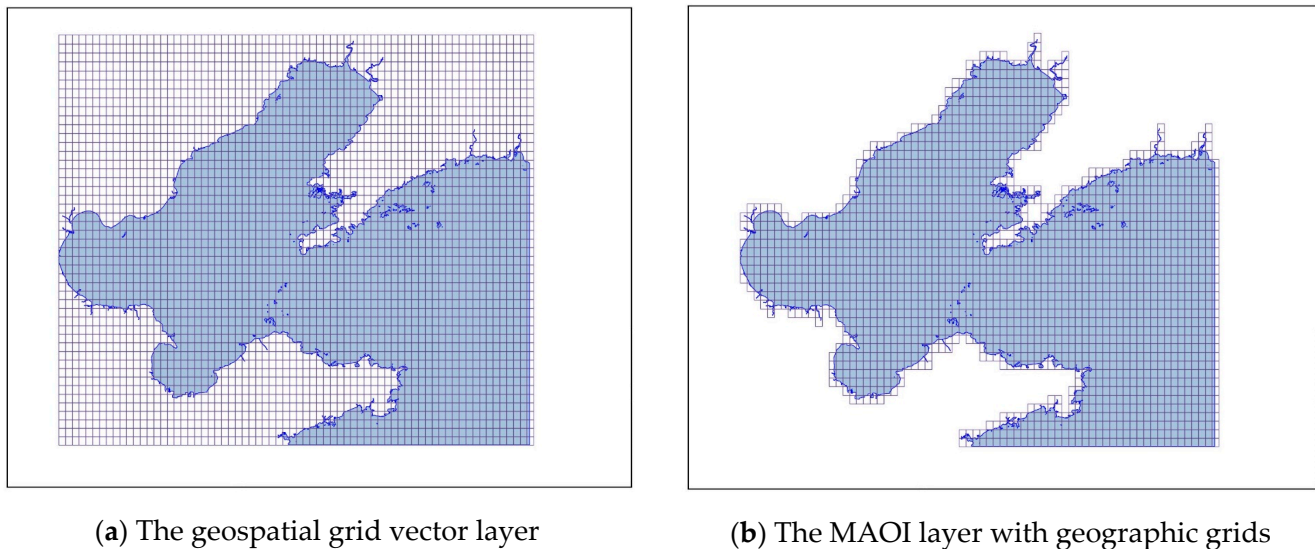 (a) The geospatial grid vector layer
(b) The MAOI layer with geographic grids